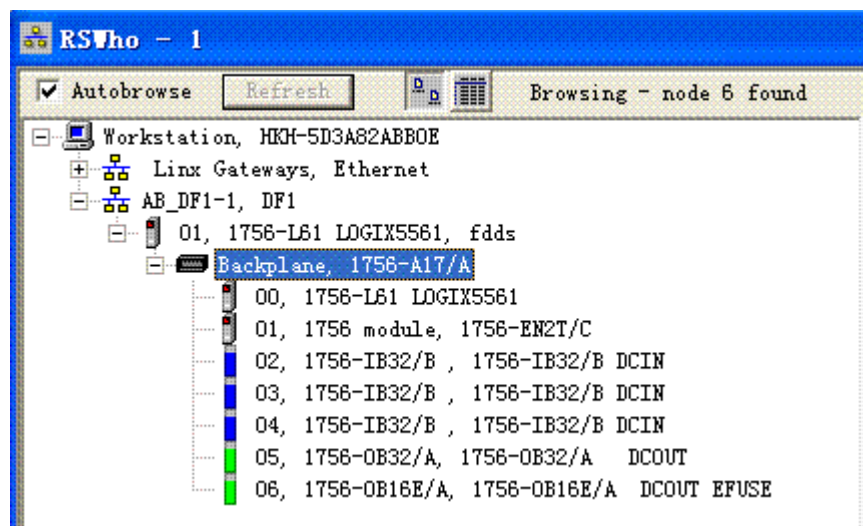 RSWho - 1
Autobrowse Refresh Browsing - node 6 found
Workstation, HKH-5D3A82ABB0E
Linx Gateways, Ethernet
AB_DF1-1, DF1
01, 1756-L61 LOGIX5561, fdds
Backplane, 1756-A17/A
00, 1756-L61 LOGIX5561
01, 1756 module, 1756-EN2T/C
02, 1756-IB32/B , 1756-IB32/B DCIN
03, 1756-IB32/B , 1756-IB32/B DCIN
04, 1756-IB32/B , 1756-IB32/B DCIN
05, 1756-OB32/A, 1756-OB32/A DCOUT
06, 1756-OB16E/A, 1756-OB16E/A DCOUT EFUSE